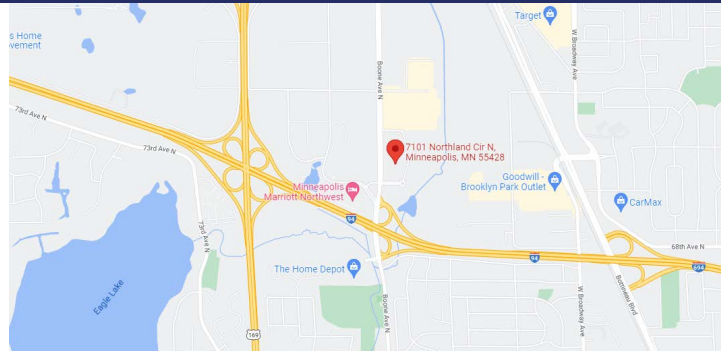 Target
W Broadway Ave
s Home
ovement
Boone Ave N
73rd Ave N
73rd Ave N
7101 Northland Cir N,
Minneapolis, MN 55428
Goodwill -
Brooklyn Park Outlet
Minneapolis
Marriott Northwest
CarMax
94
73rd Ave N
68th Ave N
94
694
The Home Depot
Eagle Lake
Bottineau Blvd
Boone Ave N
W Broadway Ave
169